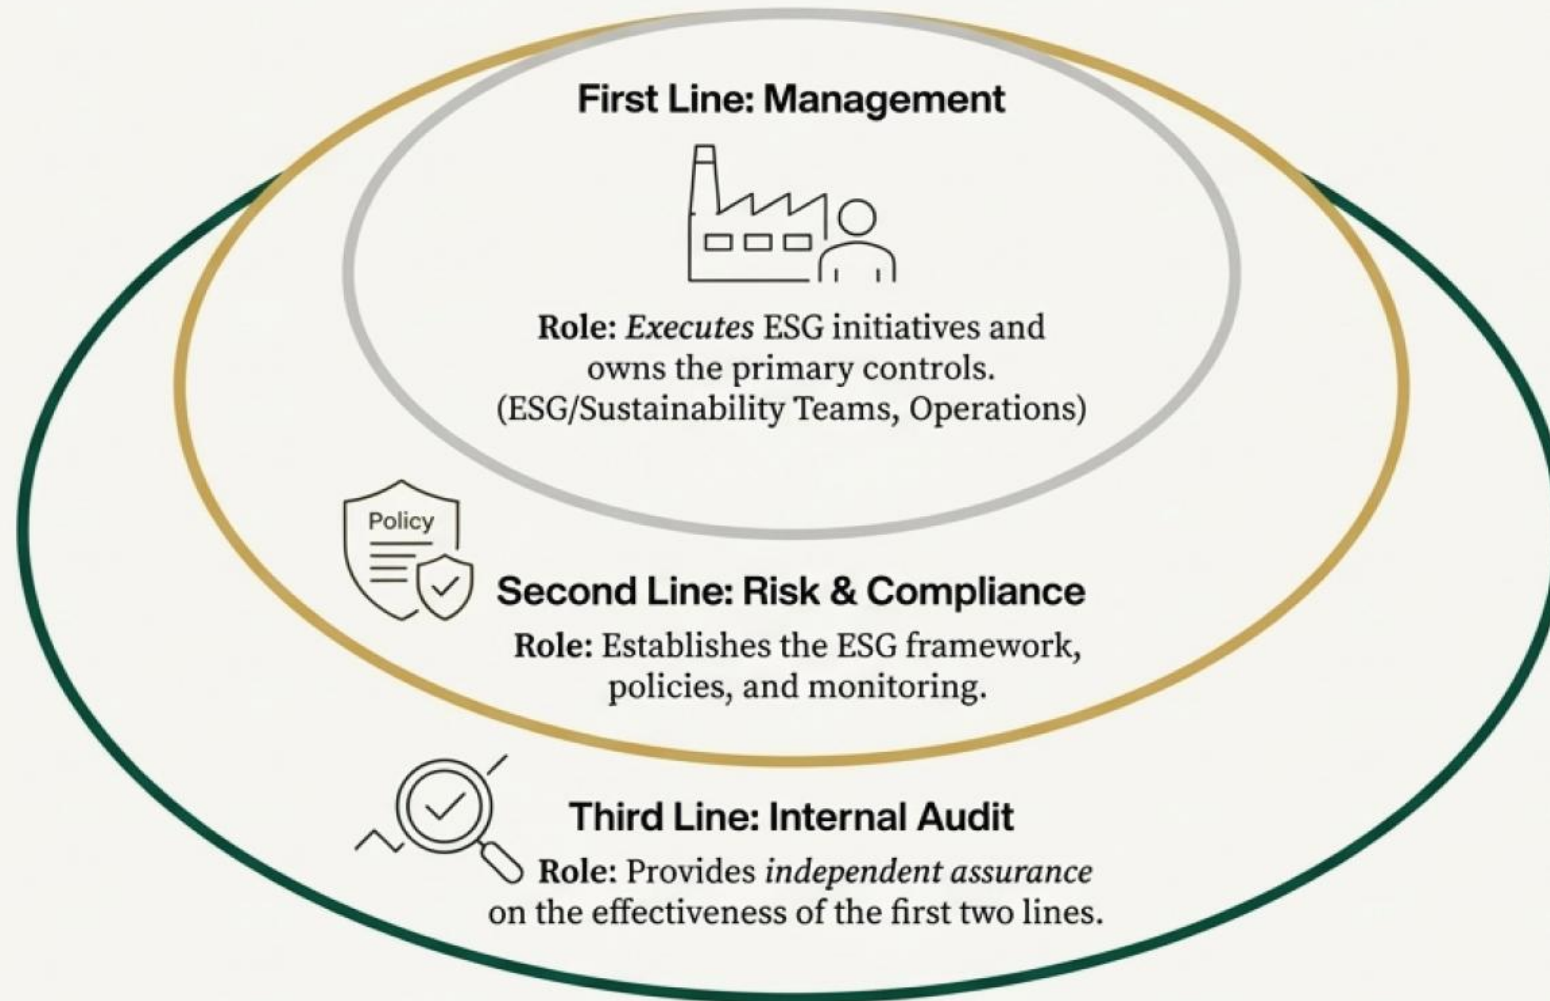 First Line: Management
Role: Executes ESG initiatives and
owns the primary controls.
(ESG/Sustainability Teams, Operations)
Policy
Second Line: Risk & Compliance
Role: Establishes the ESG framework,
policies, and monitoring.
Third Line: Internal Audit
Role: Provides independent assurance
on the effectiveness of the first two lines.